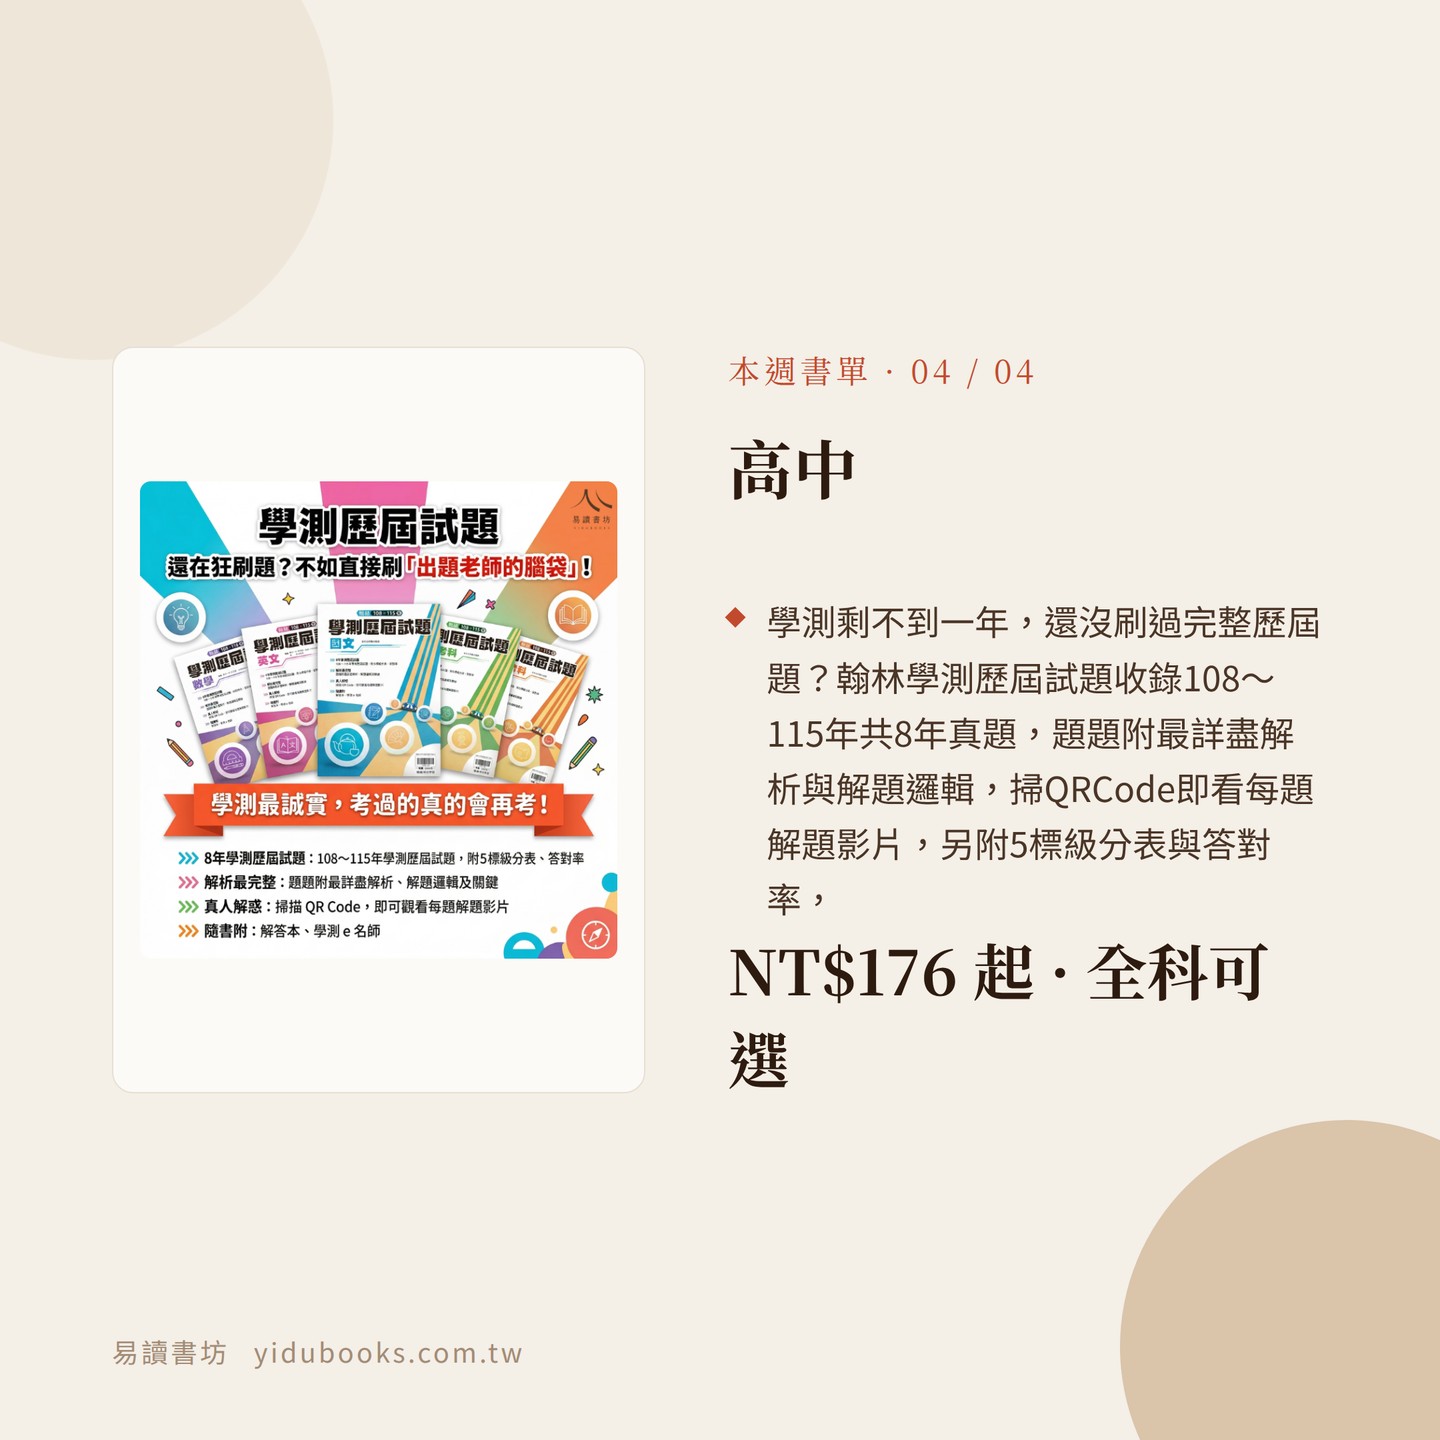 學測歷屆試題
易讀書坊
YIDUBOOKS
還在狂刷題？不如直接刷「出題老師的腦袋」！
學測歷屆試題
數學
學測歷屆試題
英文
學測歷屆試題
國文
學測最誠實，考過的真的會再考！
8年學測歷屆試題：108～115年學測歷屆試題，附5標級分表、答對率
解析最完整：題題附最詳盡解析、解題邏輯及關鍵
真人解惑：掃描 QR Code，即可觀看每題解題影片
隨書附：解答本、學測 e 名師
本週書單 · 04 / 04
高中
學測剩不到一年，還沒刷過完整歷屆
題？翰林學測歷屆試題收錄108～
115年共8年真題，題題附最詳盡解
析與解題邏輯，掃QRCode即看每題
解題影片，另附5標級分表與答對
率，
NT$176 起 · 全科可
選
易讀書坊 yidubooks.com.tw